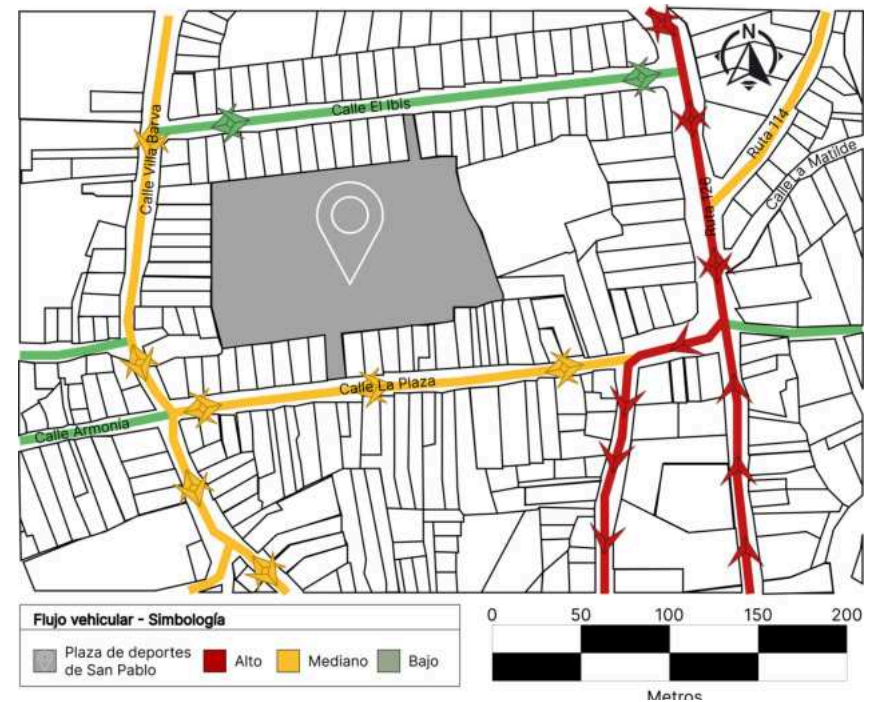 N
Calle El Ibis
Calle Villa Barva
Ruta 114
Calle La Matilde
Ruta 126
Calle La Plaza
Calle Armonía
Flujo vehicular - Simbología
Plaza de deportes
de San Pablo
Alto
Mediano
Bajo
0 50 100 150 200
Metros